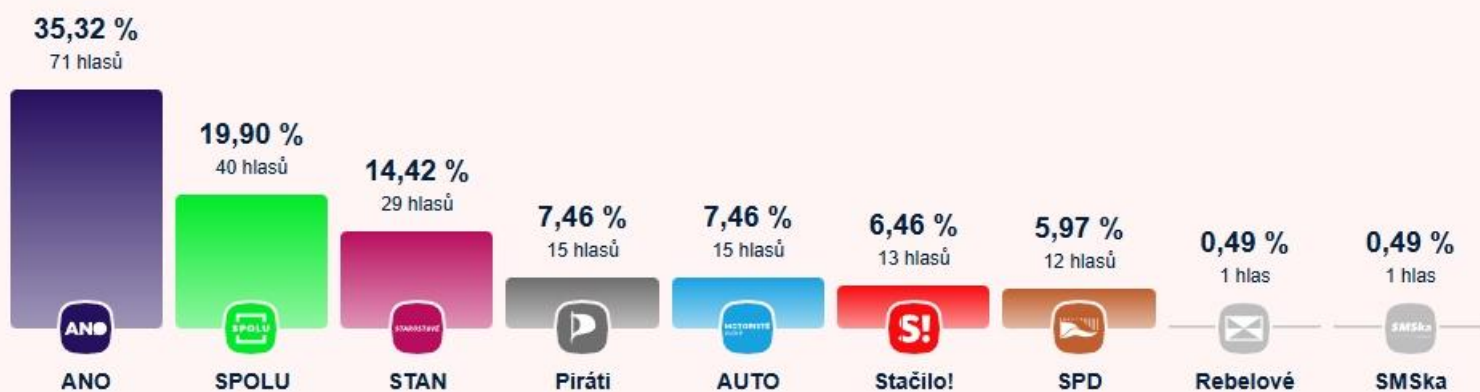 35,32 %
71 hlasů
19,90 %
40 hlasů
14,42 %
29 hlasů
7,46 %
15 hlasů
7,46 %
15 hlasů
6,46 %
13 hlasů
5,97 %
12 hlasů
0,49 %
1 hlas
0,49 %
1 hlas
ANO
SPOLU
STAROSTOVÉ
MOTORISTÉ
S!
SMSka
ANO
SPOLU
STAN
Piráti
AUTO
Stačilo!
SPD
Rebelové
SMSka